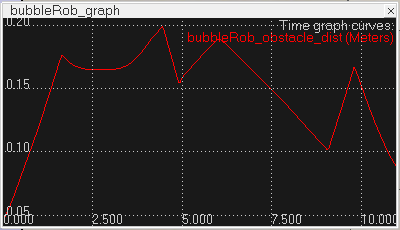 bubbleRob_graph
Time graph curves:
bubbleRob_obstacle_dist (Meters)
0.20
0.15
0.10
0.05
0.000 2.500 5.000 7.500 10.000